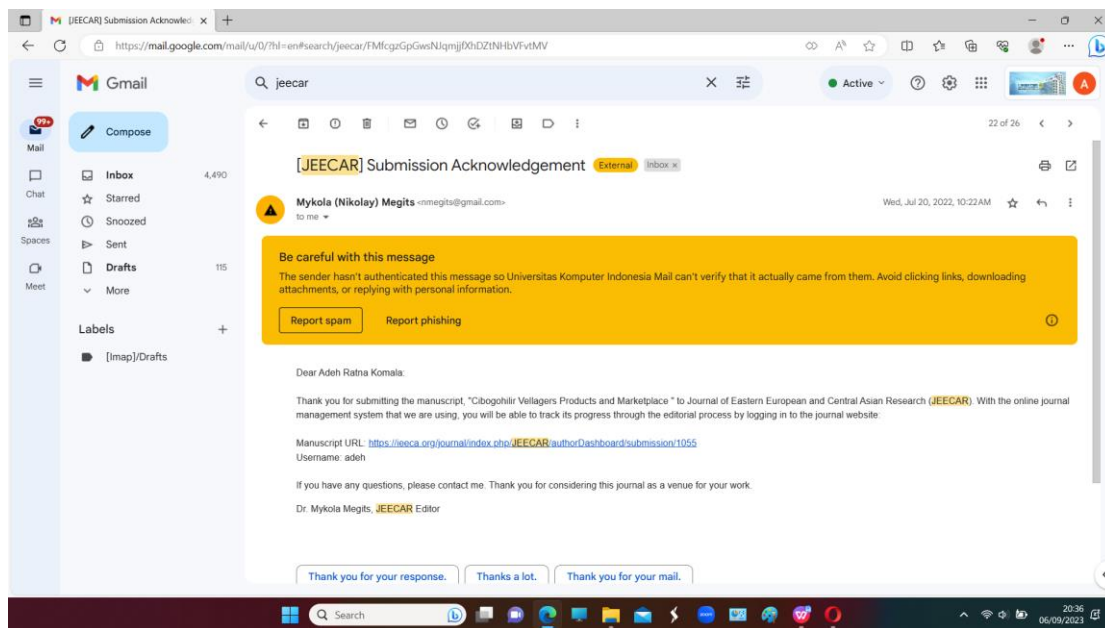 [JEECAR] Submission Acknowled
https://mail.google.com/mail/u/0/?hl=en#search/jeecar/FMfcgzGpGwsNJqmjjfXhDZtNHbVFvtMV
Gmail
jeecar
Active
99+
Mail
Chat
Spaces
Meet
Compose
Inbox 4,490
Starred
Snoozed
Sent
Drafts 115
More
Labels
[Imap]/Drafts
22 of 26
[JEECAR] Submission Acknowledgement External Inbox x
Mykola (Nikolay) Megits <nmegits@gmail.com> Wed, Jul 20, 2022, 10:22 AM
to me
Be careful with this message
The sender hasn't authenticated this message so Universitas Komputer Indonesia Mail can't verify that it actually came from them. Avoid clicking links, downloading
attachments, or replying with personal information.
Report spam Report phishing
Dear Adeh Ratna Komala:
Thank you for submitting the manuscript, "Cibogohilir Vellagers Products and Marketplace " to Journal of Eastern European and Central Asian Research (JEECAR). With the online journal
management system that we are using, you will be able to track its progress through the editorial process by logging in to the journal website:
Manuscript URL: https://ieeca.org/journal/index.php/JEECAR/authorDashboard/submission/1055
Username: adeh
If you have any questions, please contact me. Thank you for considering this journal as a venue for your work.
Dr. Mykola Megits, JEECAR Editor
Thank you for your response. Thanks a lot. Thank you for your mail.
Search
20:36
06/09/2023